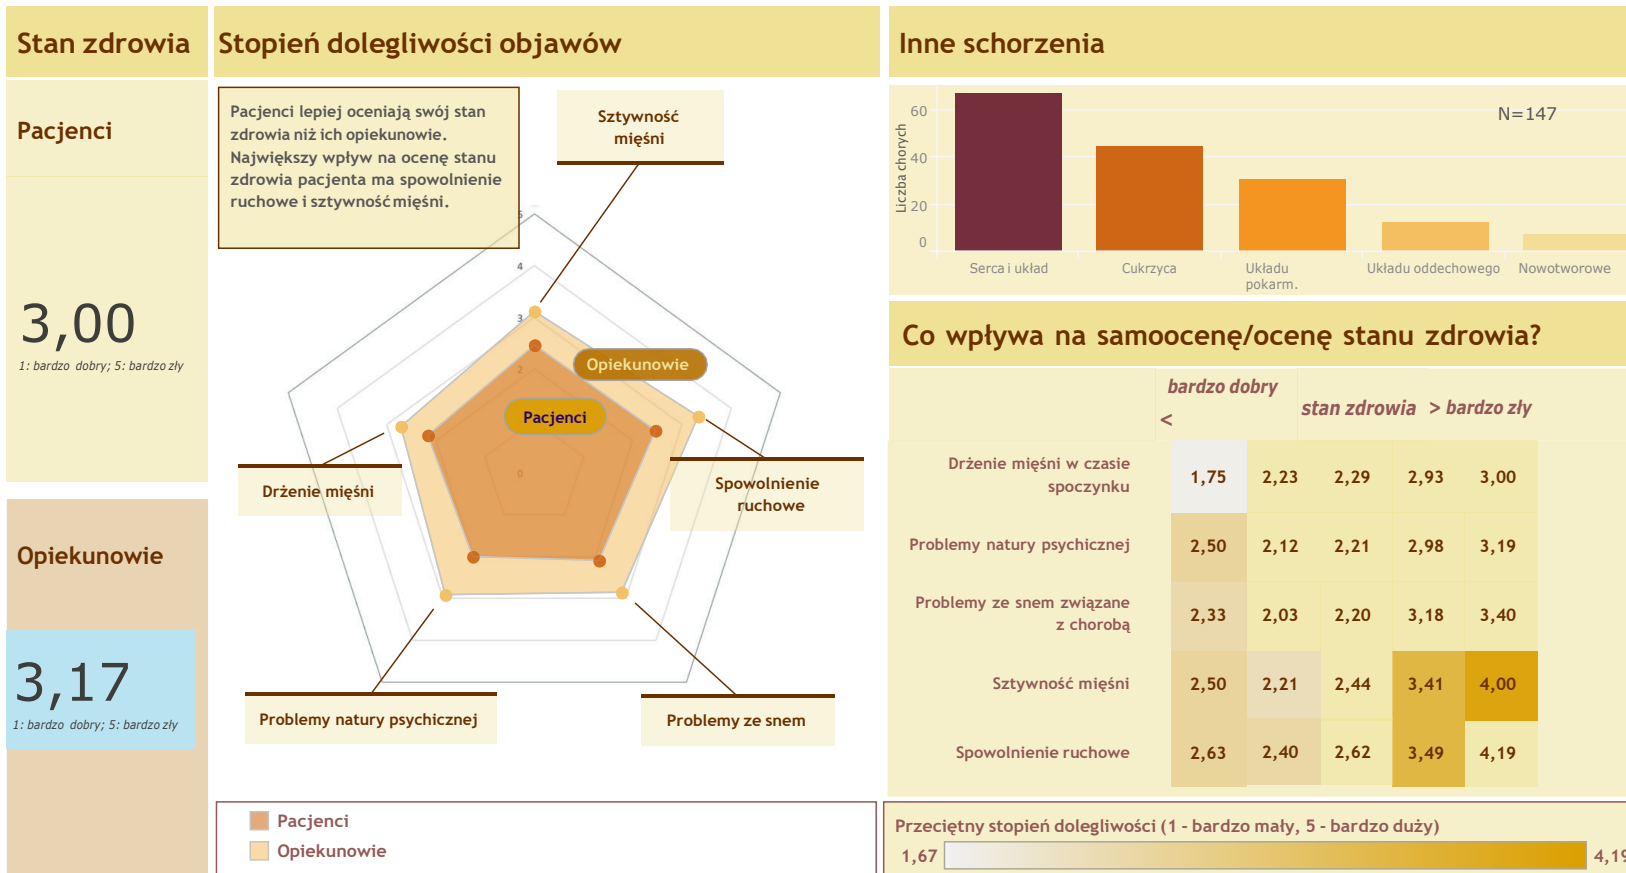 Stan zdrowia
Pacjenci
3,00
1: bardzo dobry; 5: bardzo zły
Opiekunowie
3,17
1: bardzo dobry; 5: bardzo zły
Stopień dolegliwości objawów
Pacjenci lepiej oceniają swój stan
zdrowia niż ich opiekunowie.
Największy wpływ na ocenę stanu
zdrowia pacjenta ma spowolnienie
ruchowe i sztywność mięśni.
Sztywność
mięśni
5
4
3
2
0
Opiekunowie
Pacjenci
Drżenie mięśni
Spowolnienie
ruchowe
Problemy natury psychicznej
Problemy ze snem
Pacjenci
Opiekunowie
Inne schorzenia
N=147
Liczba chorych
60
40
20
0
Serca i układ
Cukrzyca
Układu
pokarm.
Układu oddechowego
Nowotworowe
Co wpływa na samoocenę/ocenę stanu zdrowia?
bardzo dobry
< stan zdrowia > bardzo zły
Drżenie mięśni w czasie
spoczynku
1,75 2,23 2,29 2,93 3,00
Problemy natury psychicznej 2,50 2,12 2,21 2,98 3,19
Problemy ze snem związane
z chorobą
2,33 2,03 2,20 3,18 3,40
Sztywność mięśni 2,50 2,21 2,44 3,41 4,00
Spowolnienie ruchowe 2,63 2,40 2,62 3,49 4,19
Przeciętny stopień dolegliwości (1 - bardzo mały, 5 - bardzo duży)
1,67 4,19